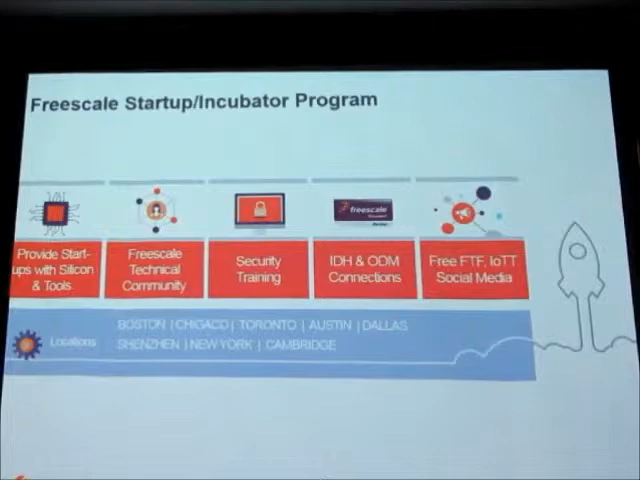 Freescale Startup/Incubator Program
freescale
Provide Start-
ups with Silicon
& Tools
Freescale
Technical
Community
Security
Training
IDH & ODM
Connections
Free FTF, IoTT
Social Media
Locations
BOSTON | CHIGACO | TORONTO | AUSTIN | DALLAS
SHENZHEN | NEW YORK | CAMBRIDGE